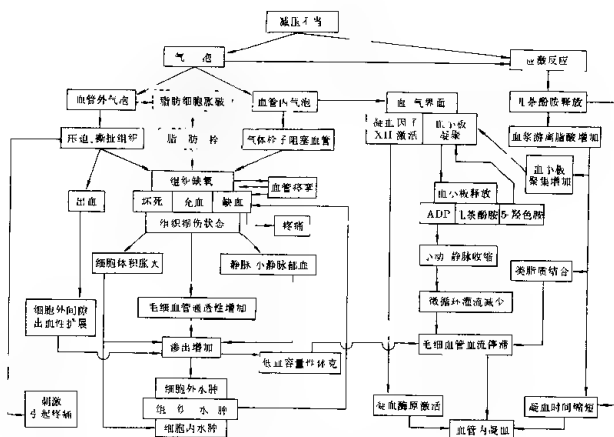 减压不当
气 泡
应激反应
血管外气泡
脂肪细胞胀破
血管内气泡
血 气界面
儿茶酚胺释放
压迫、撕扯组织
脂 肪 栓
气体栓子阻塞血管
凝血因子
XII 激活
血小板
凝聚
血浆游离脂酸增加
组织缺氧
血管痉挛
血小板
聚集增加
出血
坏死
充血
缺血
血小板释放
组织损伤状态
疼痛
ADP
儿茶酚胺
5-羟色胺
细胞体积胀大
静脉 小静脉郁血
小动 静脉收缩
类脂质结合
细胞外间隙
出血性扩展
毛细血管通透性增加
微循环灌流减少
渗出增加
低血容量性休克
毛细血管血流停滞
细胞外水肿
刺激
引起疼痛
组 织 水 肿
凝血酶原激活
凝血时间缩短
细胞内水肿
血管内凝血